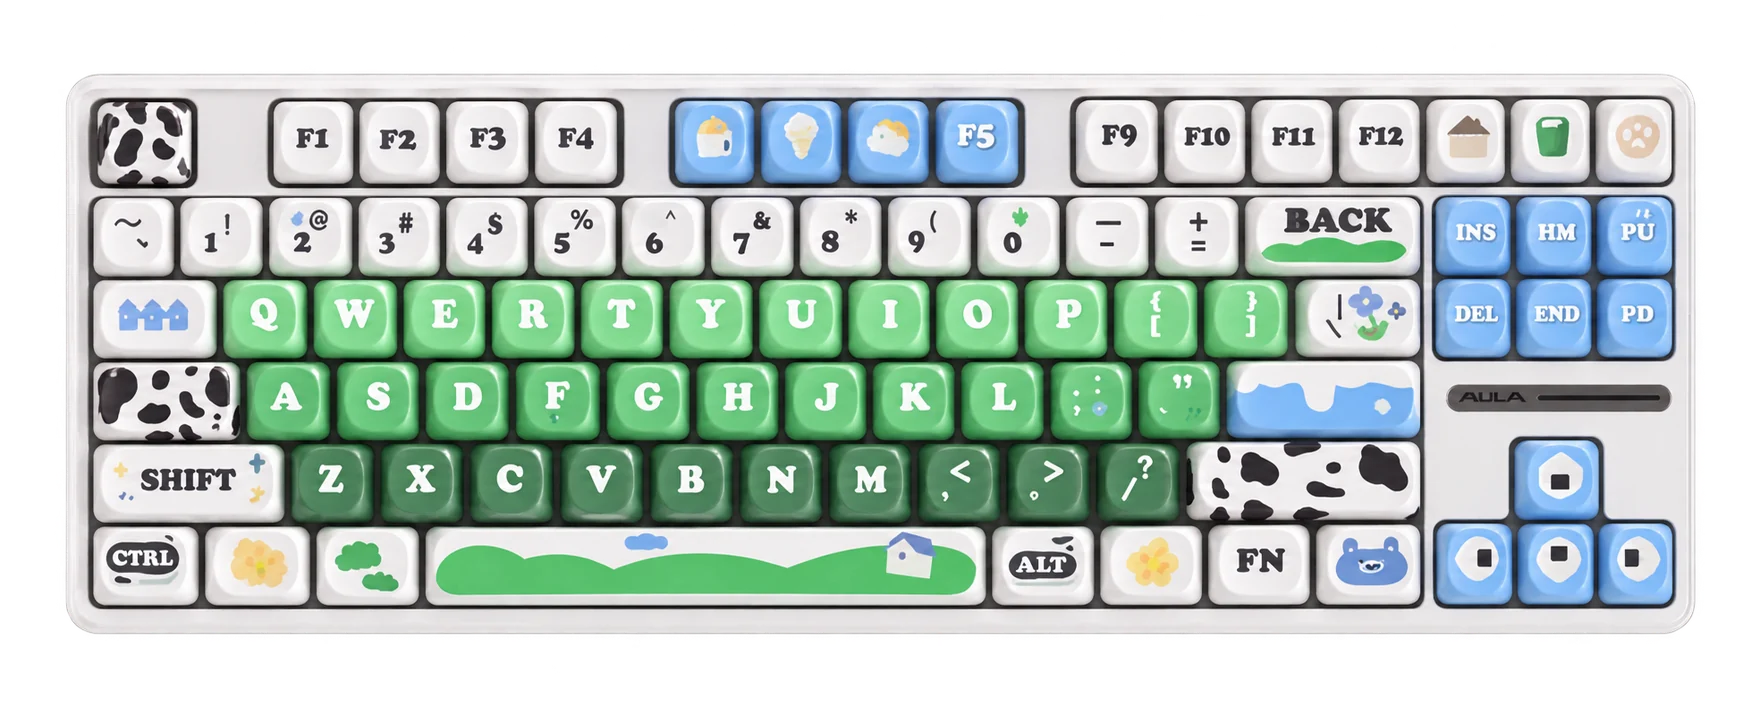 F1 F2 F3 F4 F5 F9 F10 F11 F12
~ ` 1 ! 2 @ 3 # 4 $ 5 % 6 ^ 7 & 8 * 9 ( 0 — - + = BACK INS HM PU
Q W E R T Y U I O P { [ } ] | \ DEL END PD
A S D F G H J K L ; : " AULA
SHIFT Z X C V B N M < , > . / ?
CTRL ALT FN